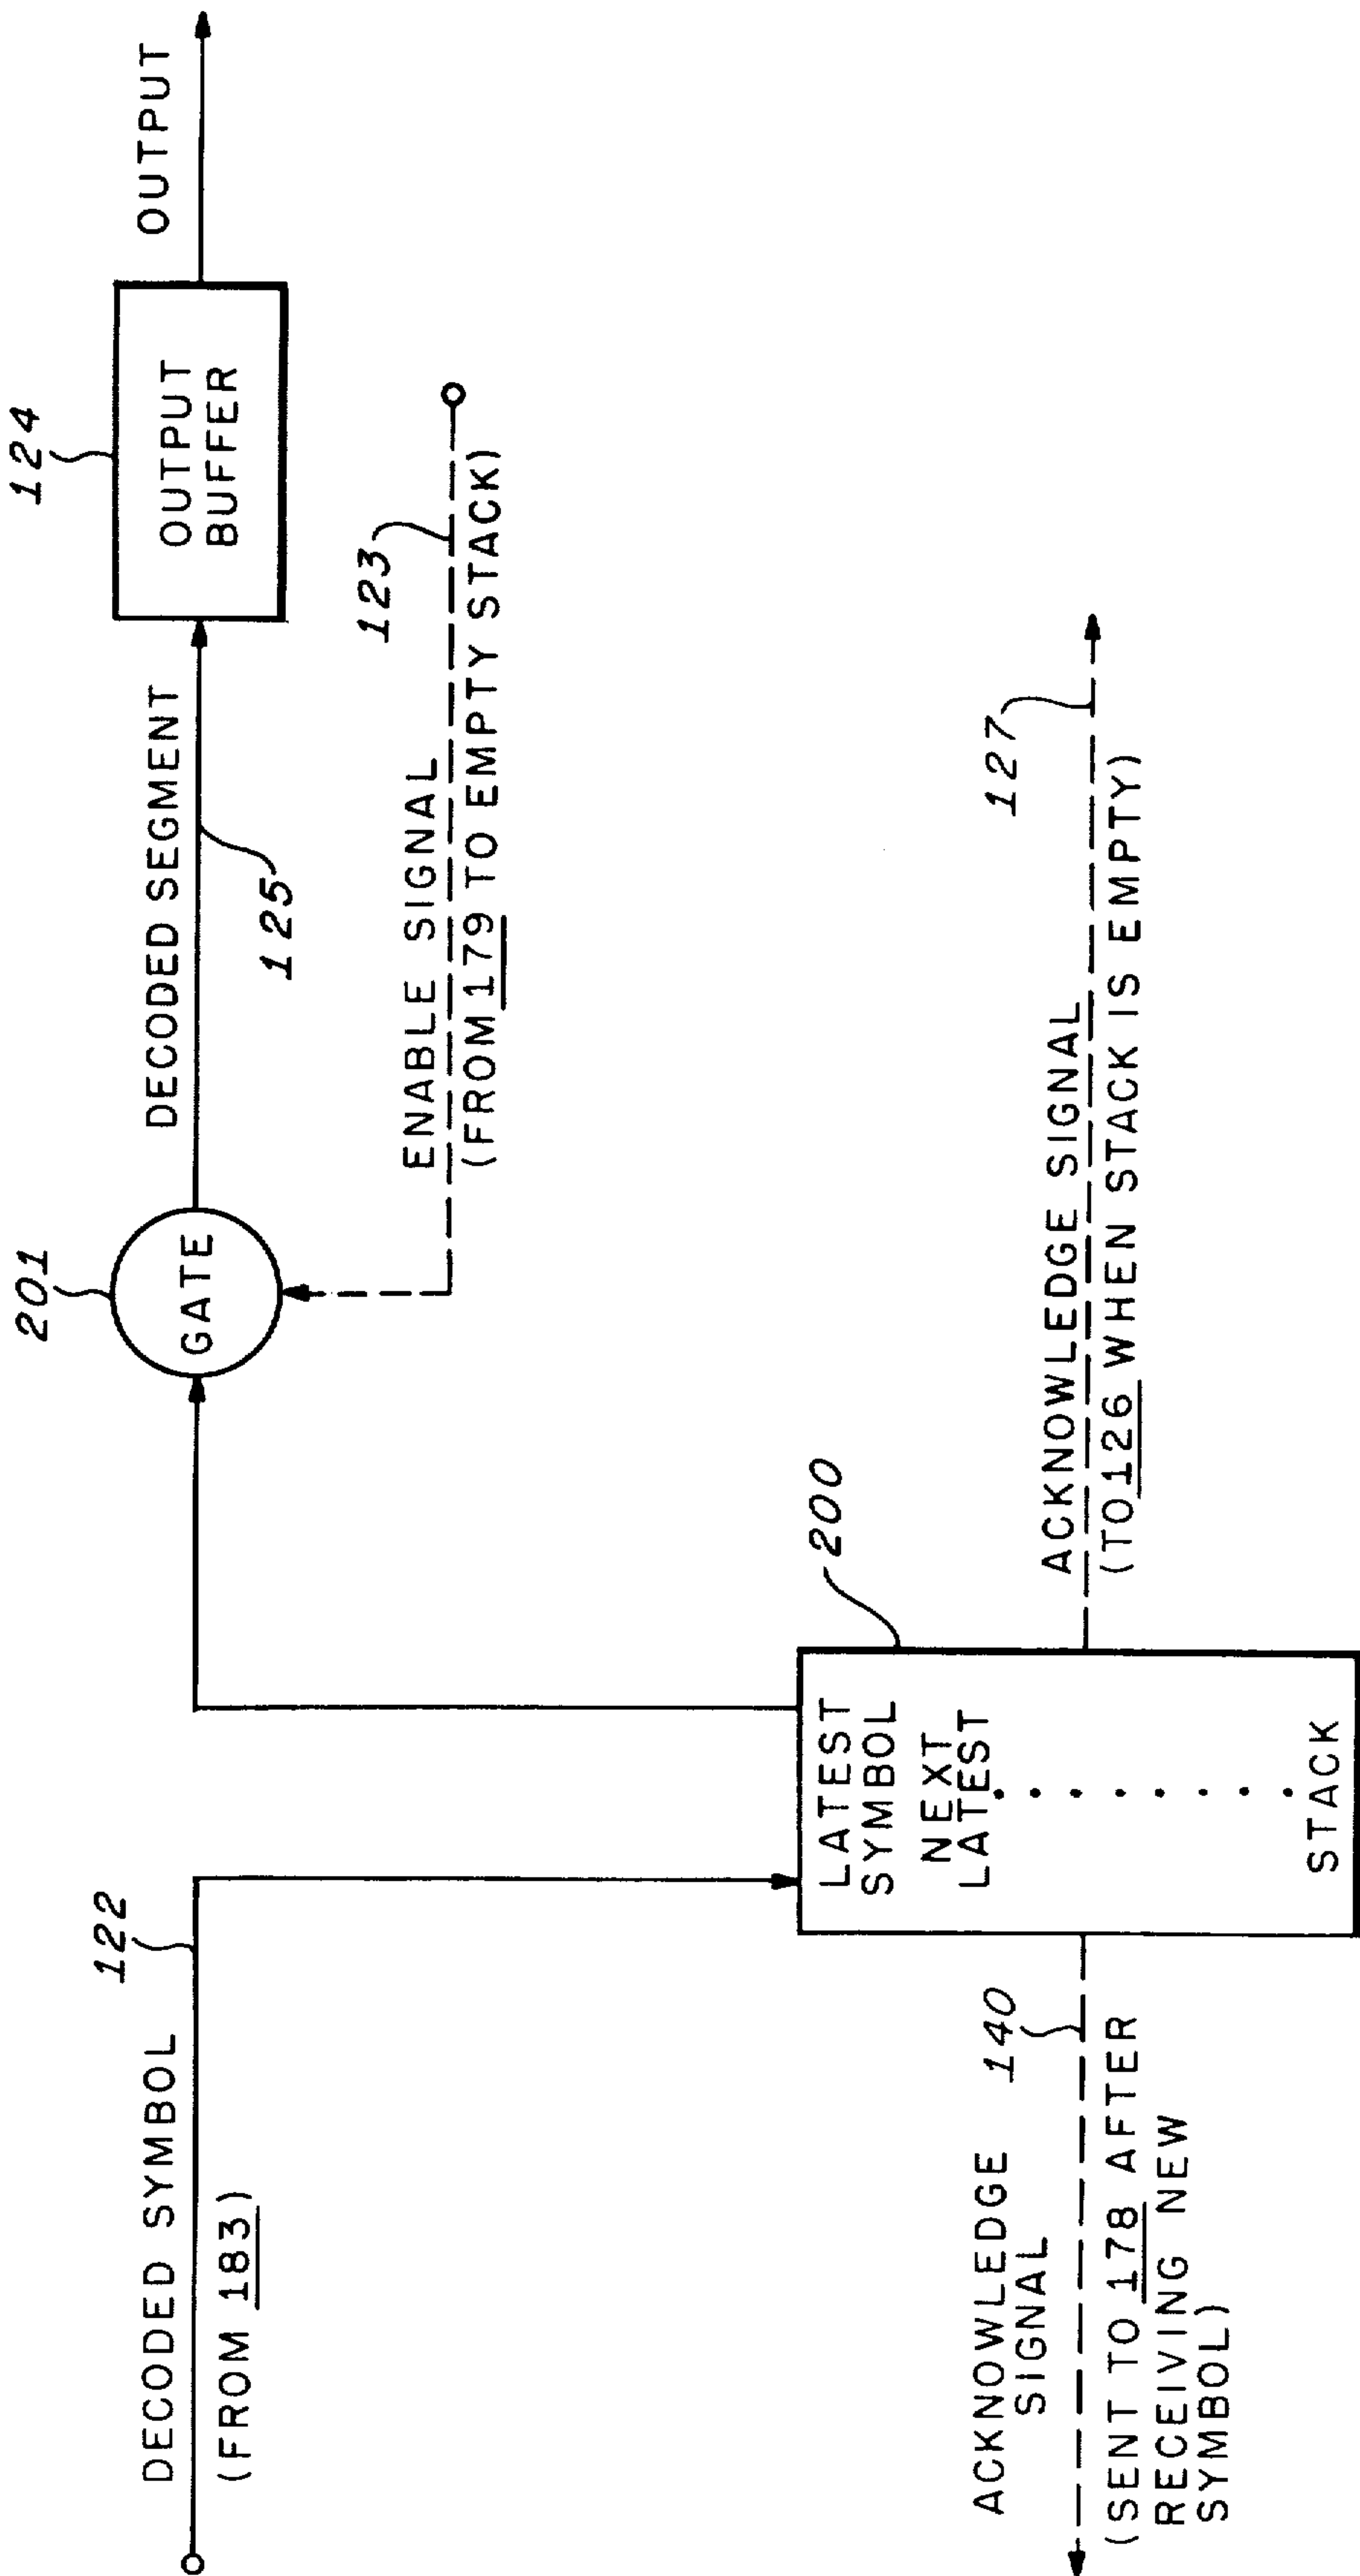 DECODED SYMBOL
(FROM 183)
122
201
GATE
DECODED SEGMENT
125
124
OUTPUT
BUFFER
OUTPUT
ENABLE SIGNAL
(FROM 179 TO EMPTY STACK)
123
ACKNOWLEDGE
SIGNAL
140
(SENT TO 178 AFTER
RECEIVING NEW
SYMBOL)
LATEST
SYMBOL
NEXT
LATEST
STACK
200
ACKNOWLEDGE SIGNAL
(TO 126 WHEN STACK IS EMPTY)
127